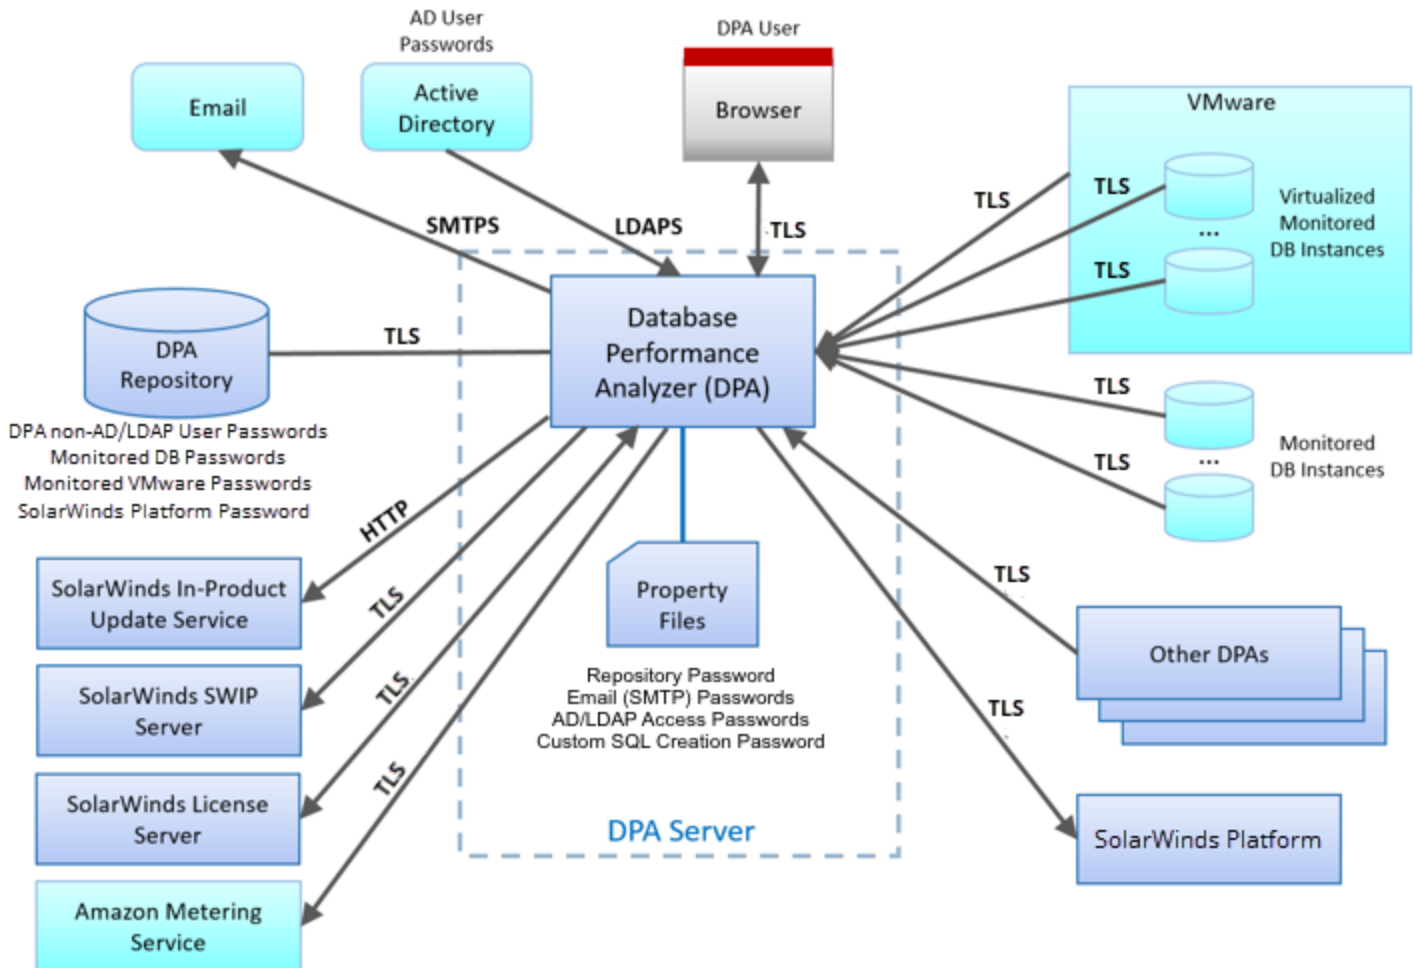 AD User
Passwords
DPA User
Email
Active
Directory
Browser
VMware
TLS
TLS
Virtualized
Monitored
DB Instances
...
TLS
SMTPS
LDAPS
TLS
Database
Performance
Analyzer (DPA)
TLS
DPA
Repository
DPA non-AD/LDAP User Passwords
Monitored DB Passwords
Monitored VMware Passwords
SolarWinds Platform Password
TLS
Monitored
DB Instances
...
TLS
HTTP
SolarWinds In-Product
Update Service
TLS
SolarWinds SWIP
Server
TLS
SolarWinds License
Server
TLS
Amazon Metering
Service
Property
Files
Repository Password
Email (SMTP) Passwords
AD/LDAP Access Passwords
Custom SQL Creation Password
DPA Server
TLS
Other DPAs
TLS
SolarWinds Platform